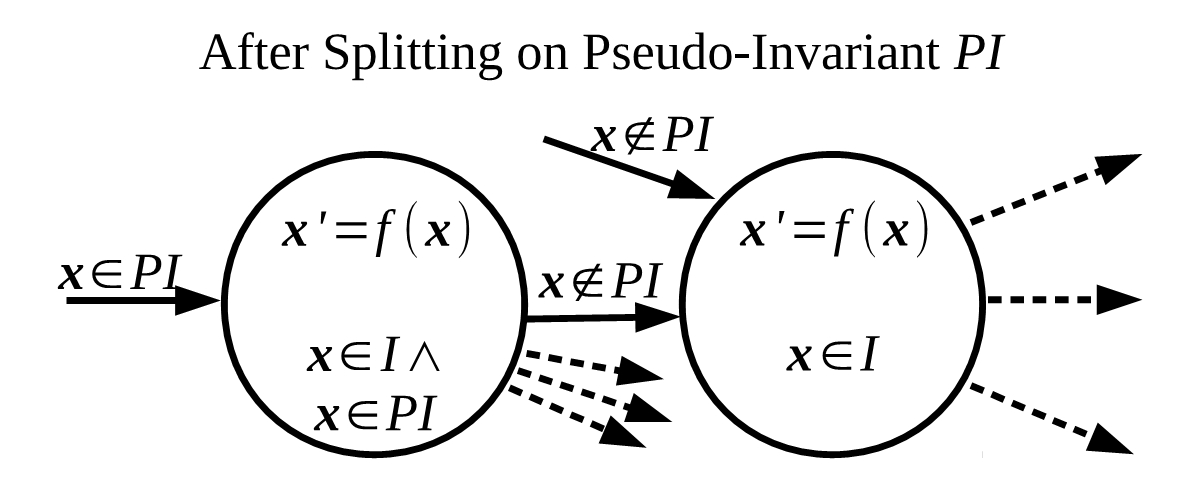 After Splitting on Pseudo-Invariant PI
x∉PI
x'=f(x)
x'=f(x)
x∈PI
x∉PI
x∈I∧
x∈PI
x∈I